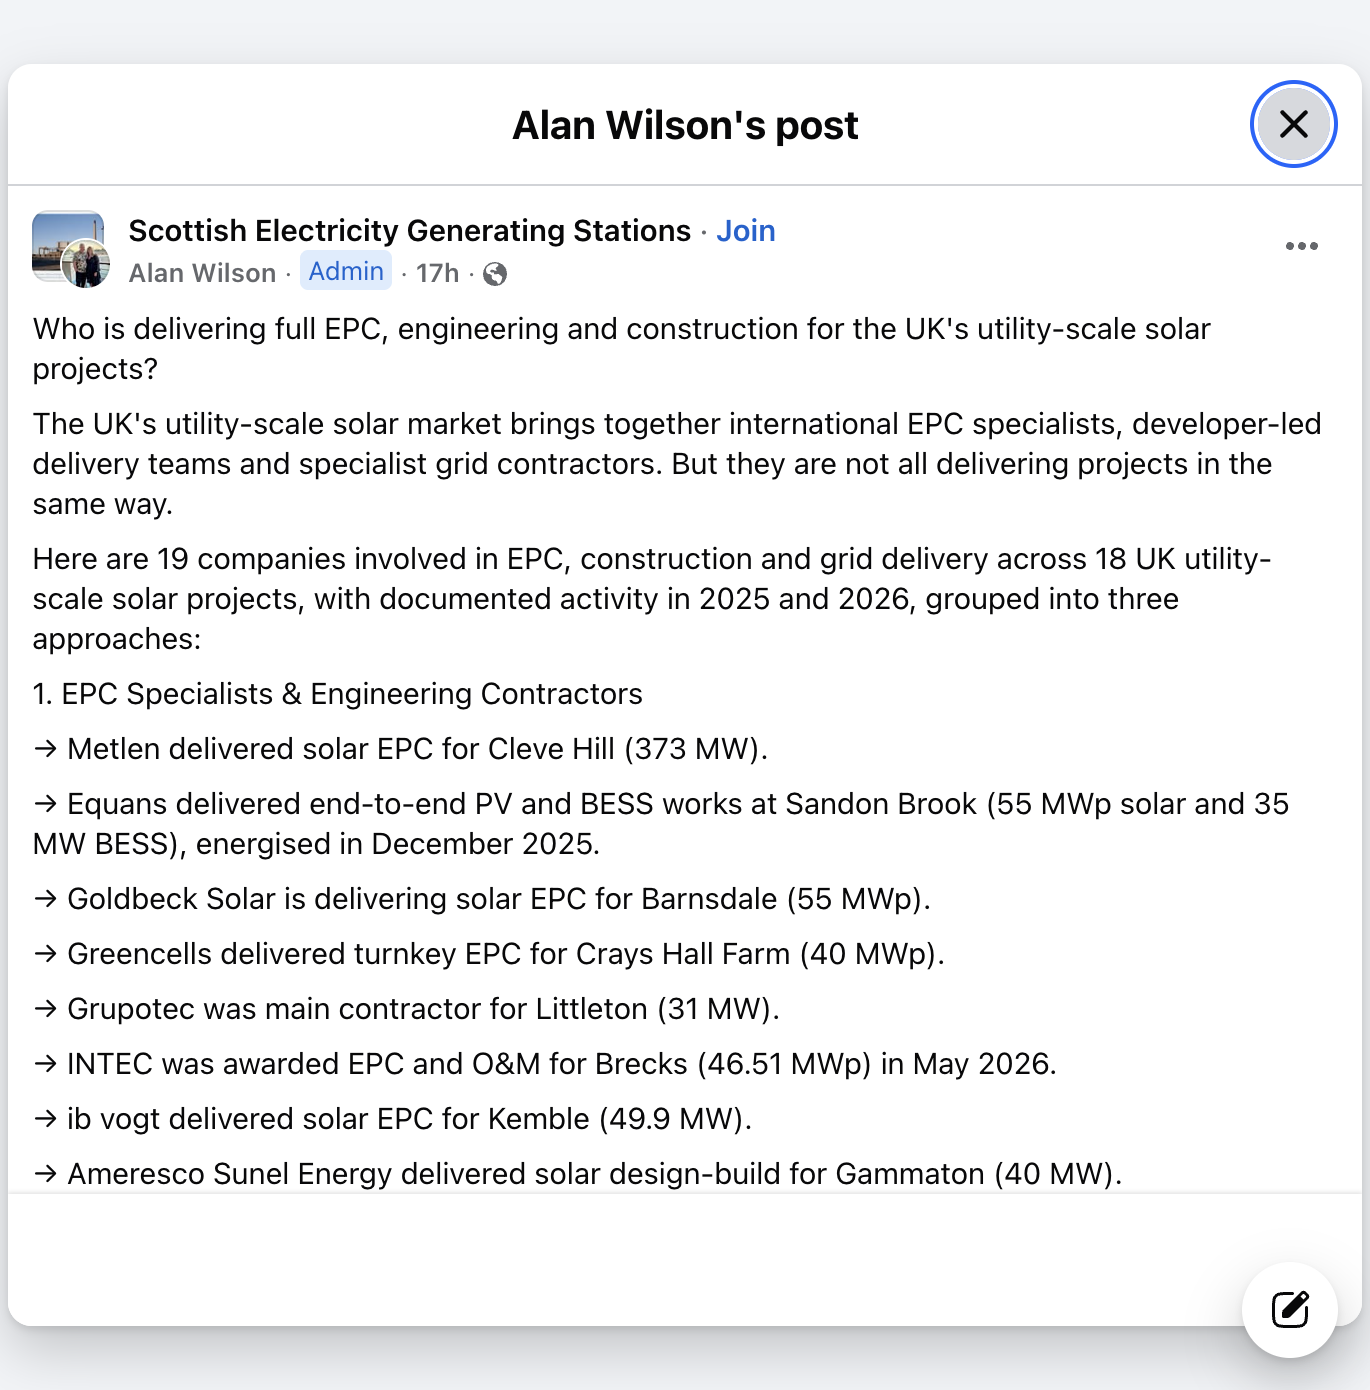 Alan Wilson's post
Scottish Electricity Generating Stations · Join
Alan Wilson · Admin · 17h ·
Who is delivering full EPC, engineering and construction for the UK's utility-scale solar
projects?
The UK's utility-scale solar market brings together international EPC specialists, developer-led
delivery teams and specialist grid contractors. But they are not all delivering projects in the
same way.
Here are 19 companies involved in EPC, construction and grid delivery across 18 UK utility-
scale solar projects, with documented activity in 2025 and 2026, grouped into three
approaches:
1. EPC Specialists & Engineering Contractors
→ Metlen delivered solar EPC for Cleve Hill (373 MW).
→ Equans delivered end-to-end PV and BESS works at Sandon Brook (55 MWp solar and 35
MW BESS), energised in December 2025.
→ Goldbeck Solar is delivering solar EPC for Barnsdale (55 MWp).
→ Greencells delivered turnkey EPC for Crays Hall Farm (40 MWp).
→ Grupotec was main contractor for Littleton (31 MW).
→ INTEC was awarded EPC and O&M for Brecks (46.51 MWp) in May 2026.
→ ib vogt delivered solar EPC for Kemble (49.9 MW).
→ Ameresco Sunel Energy delivered solar design-build for Gammaton (40 MW).